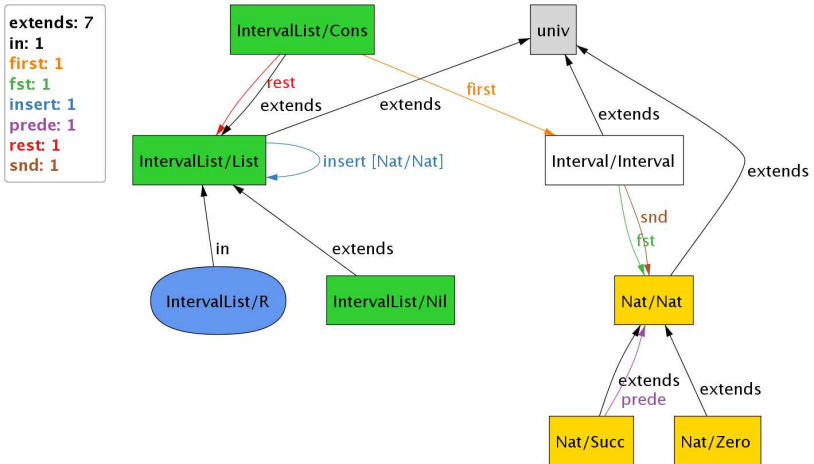 extends: 7
in: 1
first: 1
fst: 1
insert: 1
prede: 1
rest: 1
snd: 1
IntervalList/Cons
univ
rest
first
extends
extends
extends
IntervalList/List
insert [Nat/Nat]
Interval/Interval
extends
snd
fst
in
extends
IntervalList/R
IntervalList/Nil
Nat/Nat
extends
extends
prede
Nat/Succ
Nat/Zero